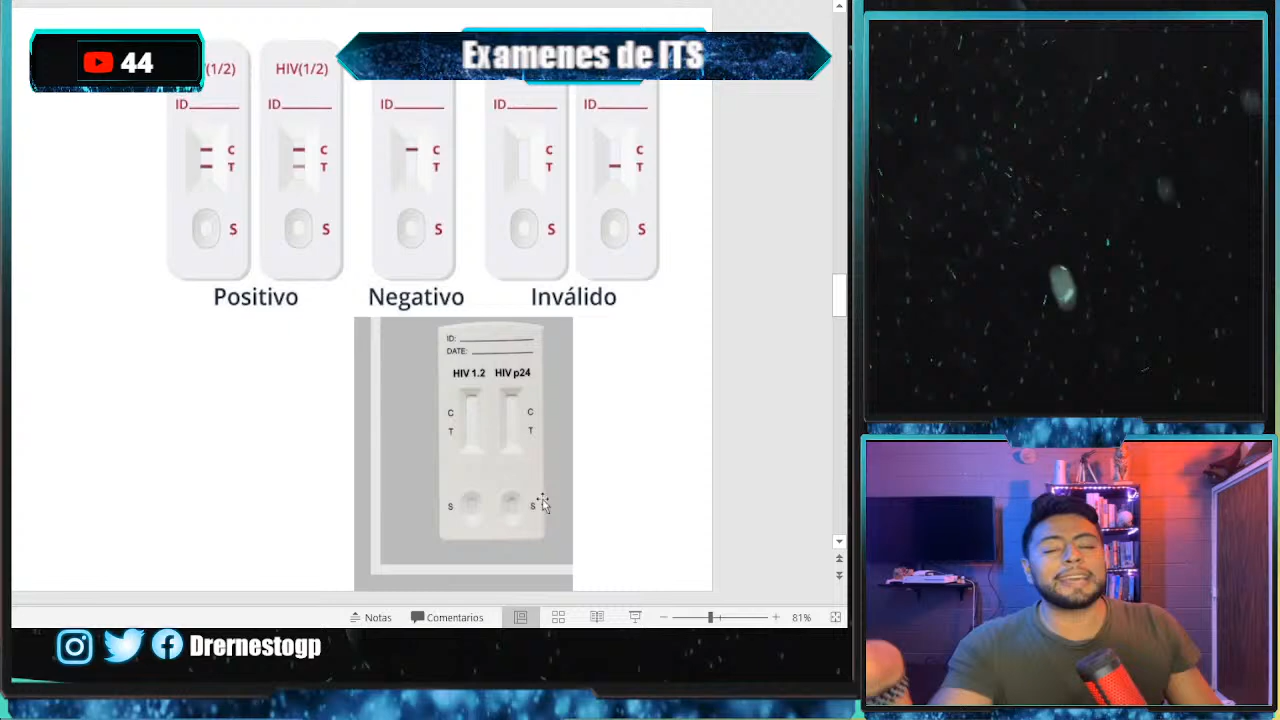 44
Examenes de ITS
(1/2)
HIV(1/2)
ID
ID
ID
ID
ID
C
T
C
T
C
T
C
T
C
T
S
S
S
S
S
Positivo
Negativo
Inválido
ID:
DATE:
HIV 1.2
HIV p24
C
C
T
T
S
S
Notas
Comentarios
81%
Drernestogp